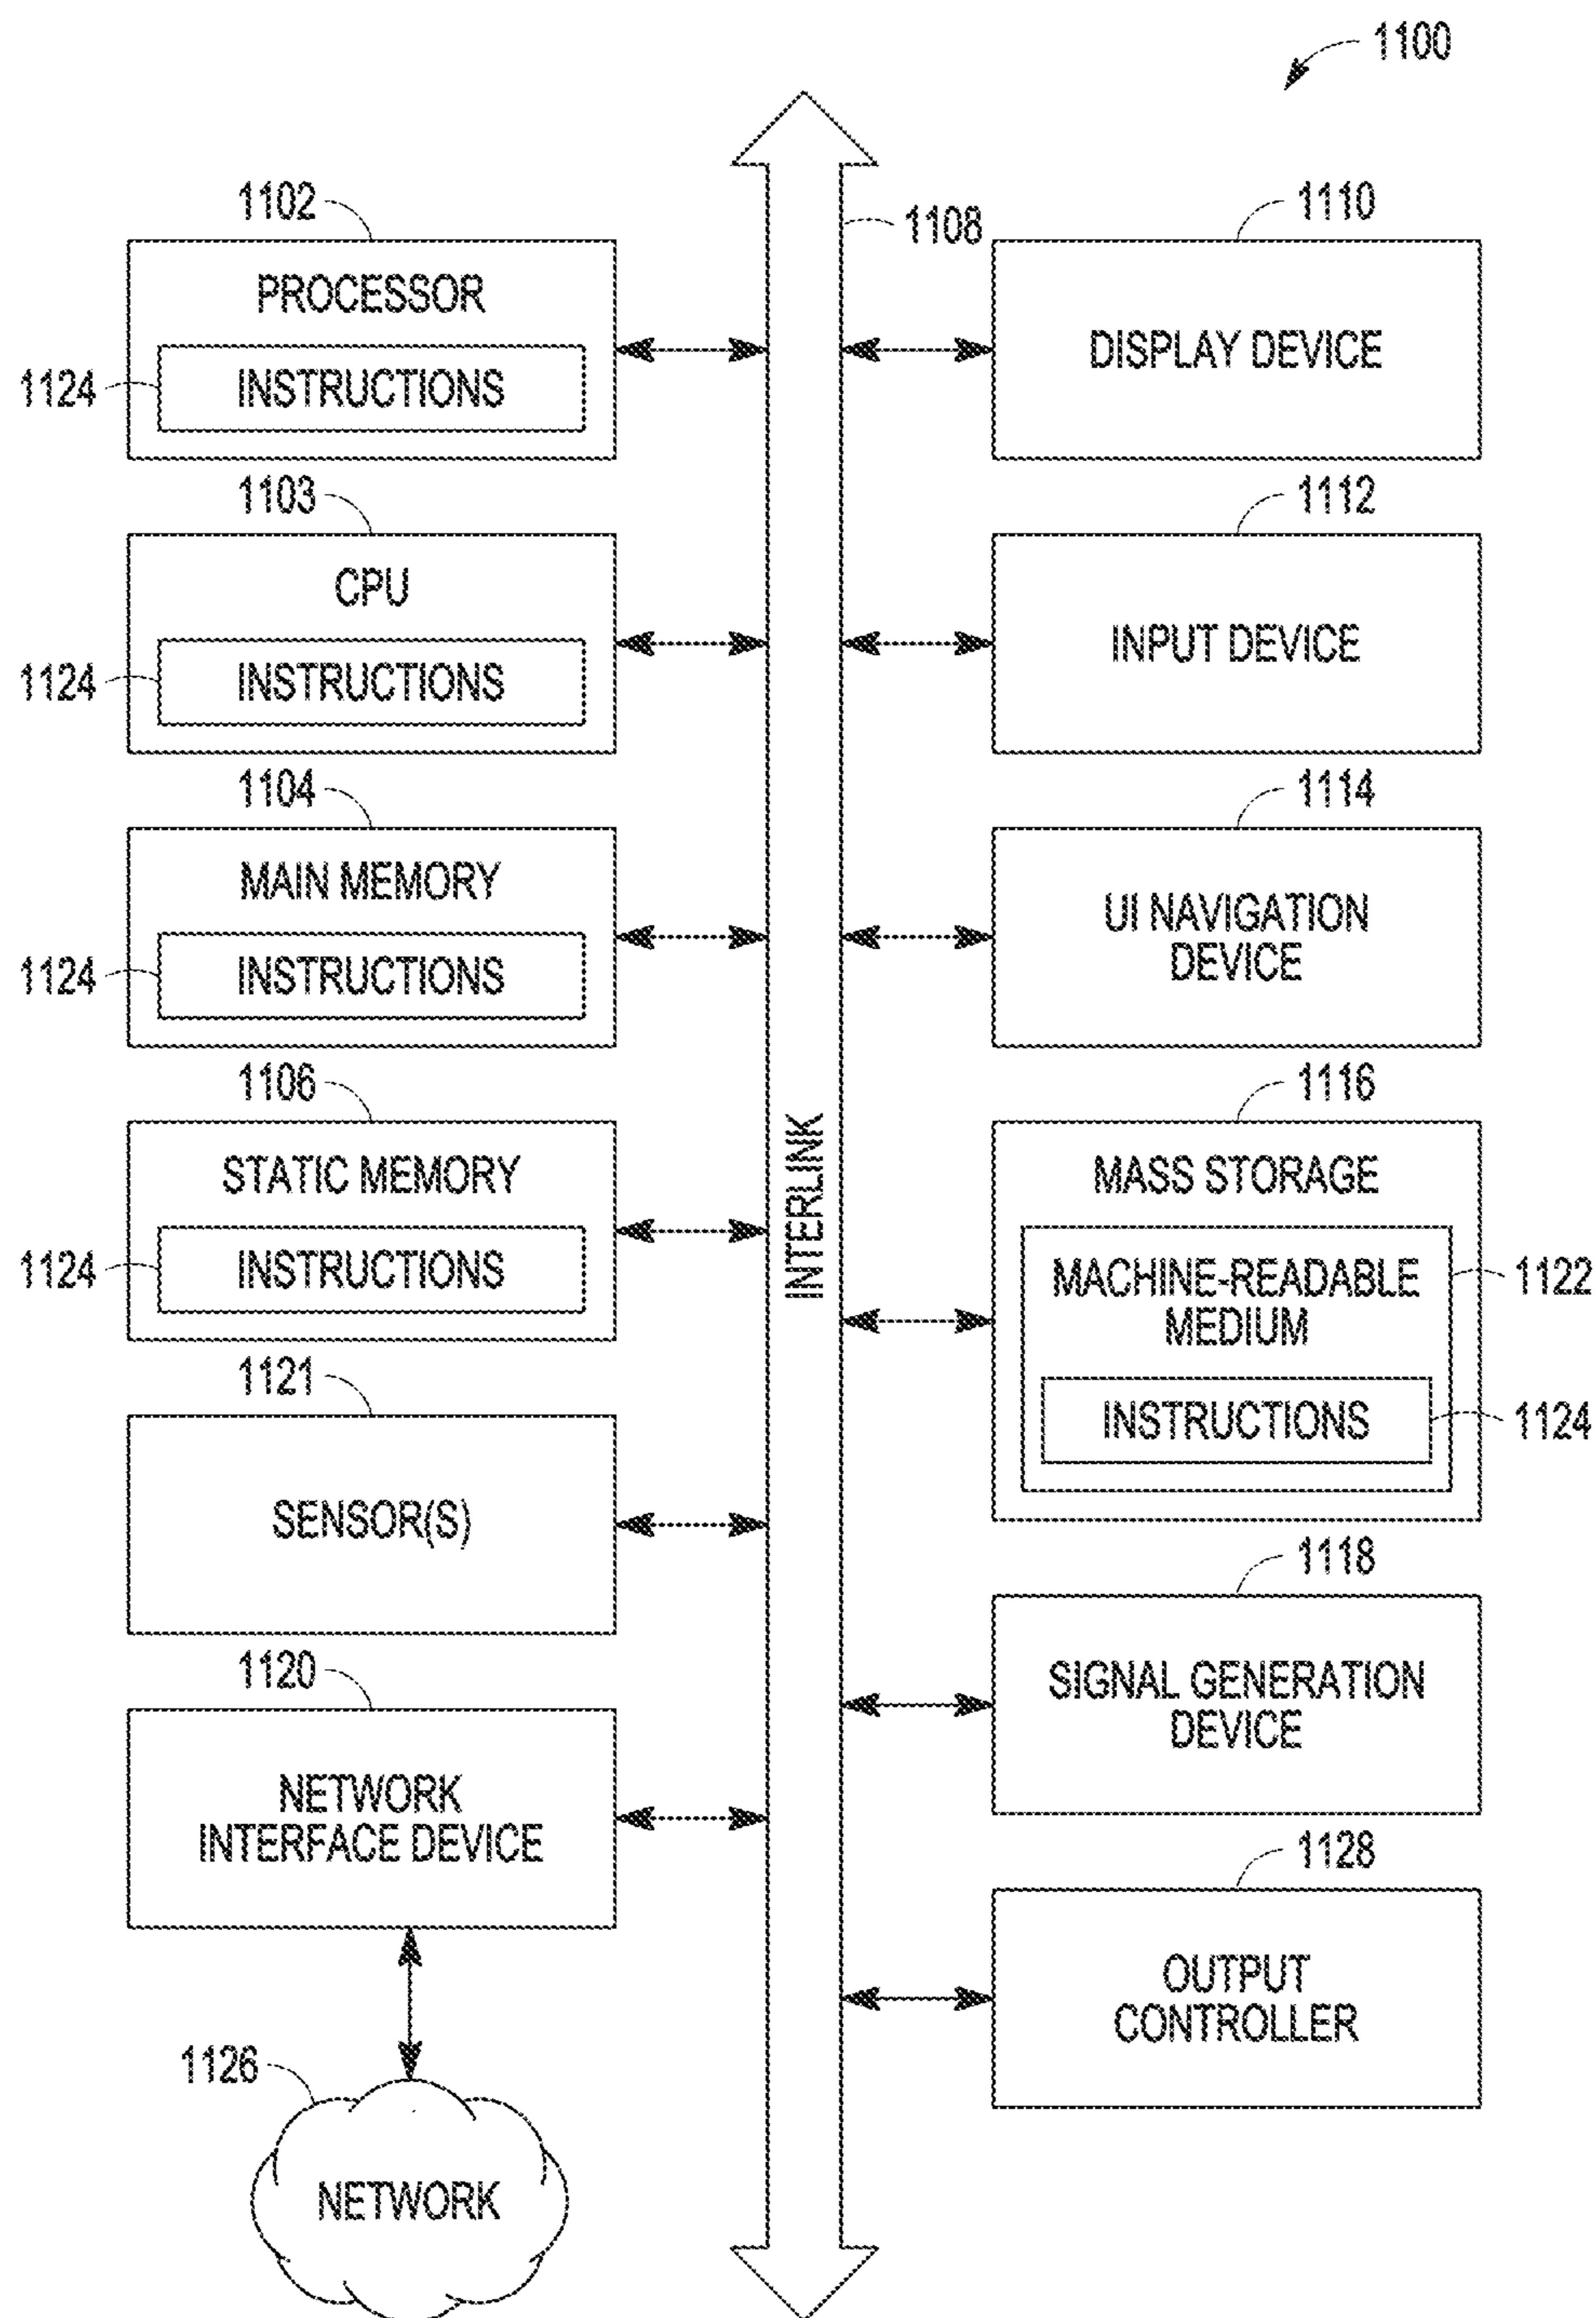 1100
1108
1102
PROCESSOR
1124
INSTRUCTIONS
1103
CPU
1124
INSTRUCTIONS
1104
MAIN MEMORY
1124
INSTRUCTIONS
1106
STATIC MEMORY
1124
INSTRUCTIONS
1121
SENSOR(S)
1120
NETWORK
INTERFACE DEVICE
1126
NETWORK
INTERLINK
1110
DISPLAY DEVICE
1112
INPUT DEVICE
1114
UI NAVIGATION
DEVICE
1116
MASS STORAGE
MACHINE-READABLE
MEDIUM
1122
INSTRUCTIONS
1124
1118
SIGNAL GENERATION
DEVICE
1128
OUTPUT
CONTROLLER